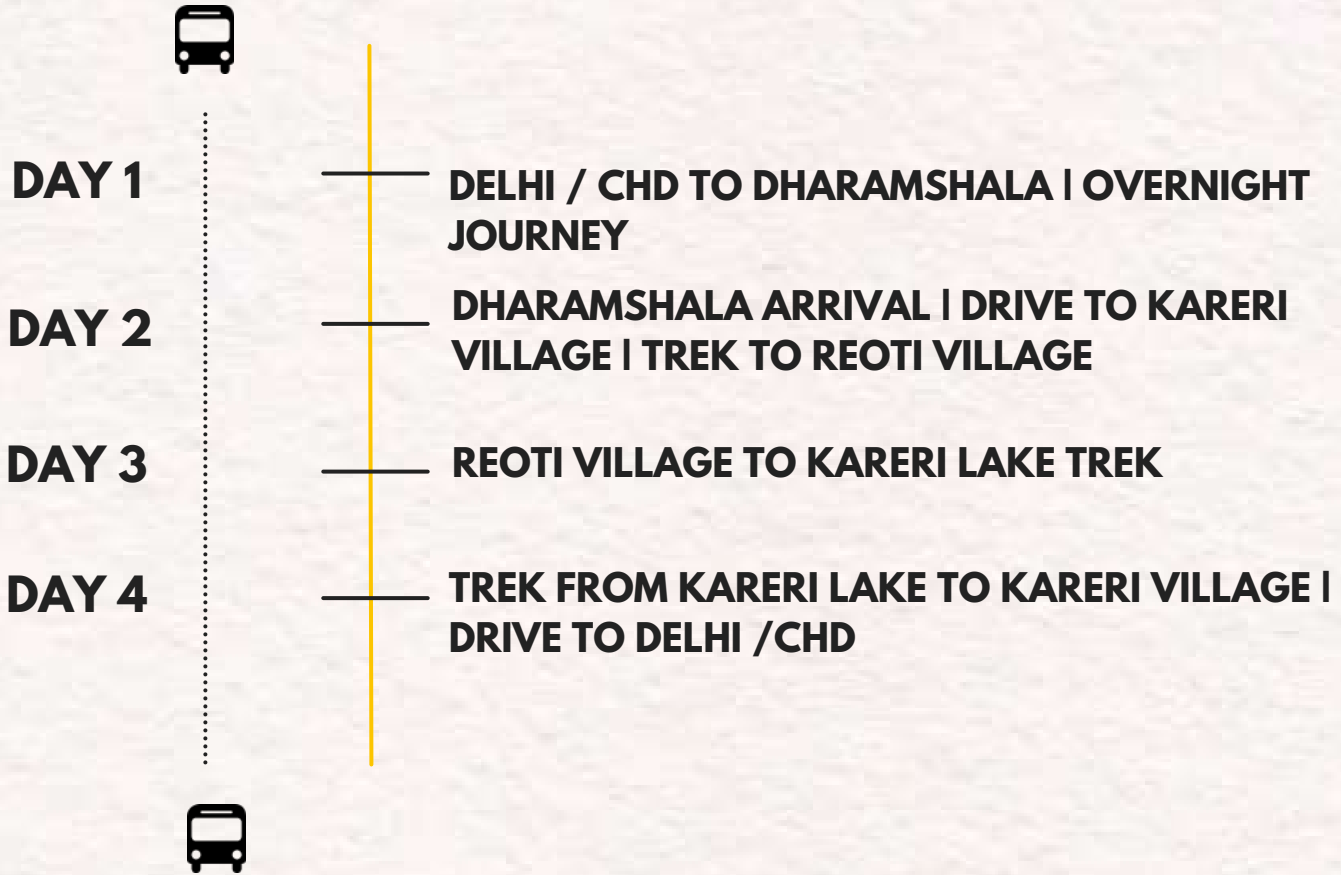 DAY 1
DELHI / CHD TO DHARAMSHALA | OVERNIGHT
JOURNEY
DAY 2
DHARAMSHALA ARRIVAL | DRIVE TO KARERI
VILLAGE | TREK TO REOTI VILLAGE
DAY 3
REOTI VILLAGE TO KARERI LAKE TREK
DAY 4
TREK FROM KARERI LAKE TO KARERI VILLAGE |
DRIVE TO DELHI /CHD